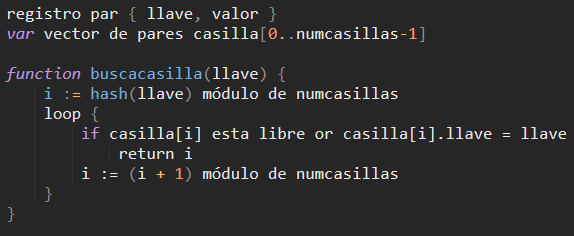 registro par { llave, valor }
var vector de pares casilla[0..numcasillas-1]
function buscacasilla(llave) {
i := hash(llave) módulo de numcasillas
loop {
if casilla[i] esta libre or casilla[i].llave = llave
return i
i := (i + 1) módulo de numcasillas
}
}